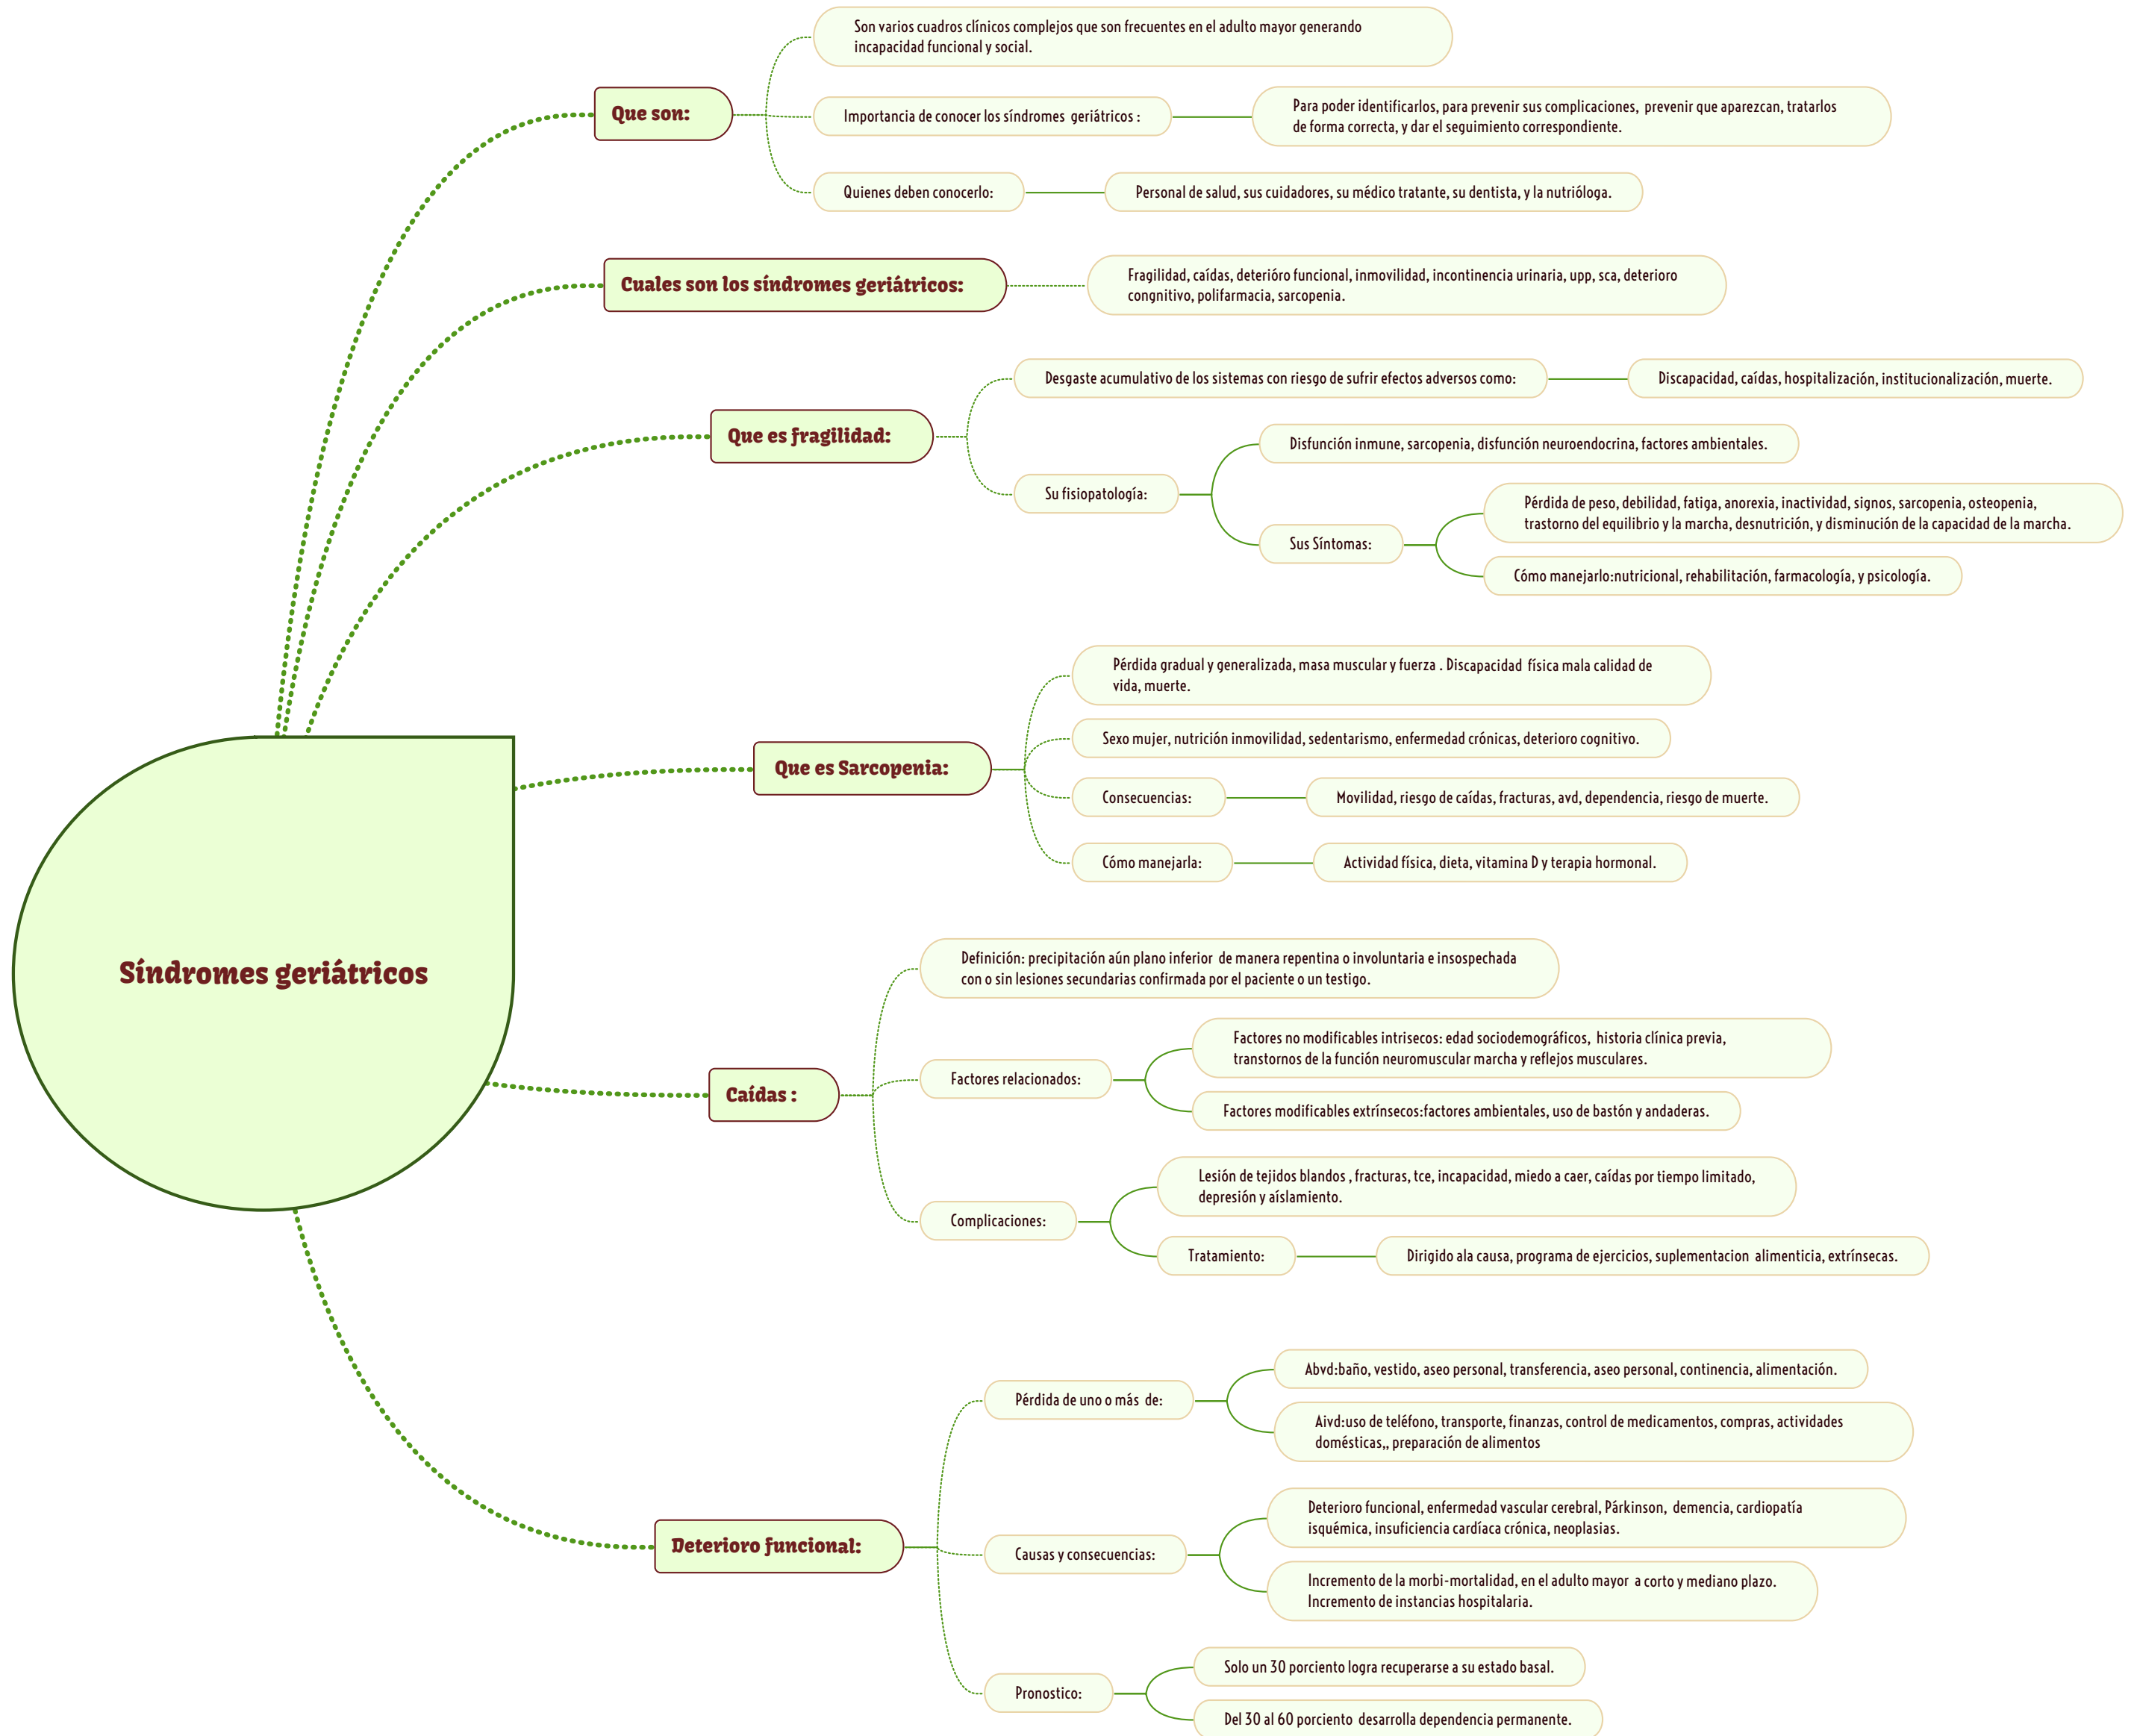 Síndromes geriátricos
Que son:
Son varios cuadros clínicos complejos que son frecuentes en el adulto mayor generando
incapacidad funcional y social.
Importancia de conocer los síndromes geriátricos :
Para poder identificarlos, para prevenir sus complicaciones, prevenir que aparezcan, tratarlos
de forma correcta, y dar el seguimiento correspondiente.
Quienes deben conocerlo:
Personal de salud, sus cuidadores, su médico tratante, su dentista, y la nutrióloga.
Cuales son los síndromes geriátricos:
Fragilidad, caídas, deterióro funcional, inmovilidad, incontinencia urinaria, upp, sca, deterioro
congnitivo, polifarmacia, sarcopenia.
Que es fragilidad:
Desgaste acumulativo de los sistemas con riesgo de sufrir efectos adversos como:
Discapacidad, caídas, hospitalización, institucionalización, muerte.
Su fisiopatología:
Disfunción inmune, sarcopenia, disfunción neuroendocrina, factores ambientales.
Sus Síntomas:
Pérdida de peso, debilidad, fatiga, anorexia, inactividad, signos, sarcopenia, osteopenia,
trastorno del equilibrio y la marcha, desnutrición, y disminución de la capacidad de la marcha.
Cómo manejarlo:nutricional, rehabilitación, farmacología, y psicología.
Que es Sarcopenia:
Pérdida gradual y generalizada, masa muscular y fuerza . Discapacidad física mala calidad de
vida, muerte.
Sexo mujer, nutrición inmovilidad, sedentarismo, enfermedad crónicas, deterioro cognitivo.
Consecuencias:
Movilidad, riesgo de caídas, fracturas, avd, dependencia, riesgo de muerte.
Cómo manejarla:
Actividad física, dieta, vitamina D y terapia hormonal.
Caídas :
Definición: precipitación aún plano inferior de manera repentina o involuntaria e insospechada
con o sin lesiones secundarias confirmada por el paciente o un testigo.
Factores relacionados:
Factores no modificables intrisecos: edad sociodemográficos, historia clínica previa,
transtornos de la función neuromuscular marcha y reflejos musculares.
Factores modificables extrínsecos:factores ambientales, uso de bastón y andaderas.
Complicaciones:
Lesión de tejidos blandos , fracturas, tce, incapacidad, miedo a caer, caídas por tiempo limitado,
depresión y aíslamiento.
Tratamiento:
Dirigido ala causa, programa de ejercicios, suplementacion alimenticia, extrínsecas.
Deterioro funcional:
Pérdida de uno o más de:
Abvd:baño, vestido, aseo personal, transferencia, aseo personal, continencia, alimentación.
Aivd:uso de teléfono, transporte, finanzas, control de medicamentos, compras, actividades
domésticas,, preparación de alimentos
Causas y consecuencias:
Deterioro funcional, enfermedad vascular cerebral, Párkinson, demencia, cardiopatía
isquémica, insuficiencia cardíaca crónica, neoplasias.
Incremento de la morbi-mortalidad, en el adulto mayor a corto y mediano plazo.
Incremento de instancias hospitalaria.
Pronostico:
Solo un 30 porciento logra recuperarse a su estado basal.
Del 30 al 60 porciento desarrolla dependencia permanente.